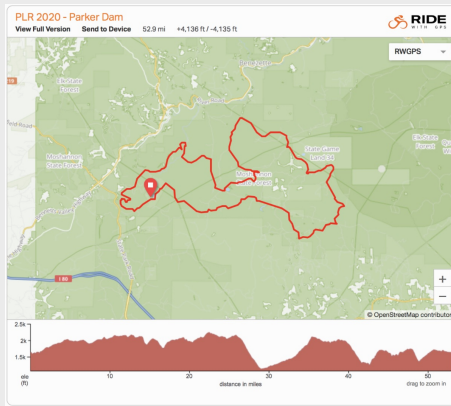 PLR 2020 - Parker Dam
RIDE
WITH GPS
View Full Version Send to Device 52.9 mi +4,136 ft / -4,135 ft
RWGPS
Elk State
Forest
Moshannon
State Forest
State Game
Land 34
Elk State
Forest
I 80
+
−
© OpenStreetMap contributor
2.5k
2k
1.5k
ele
(ft)
10 20 30 40 50
distance in miles
drag to zoom in